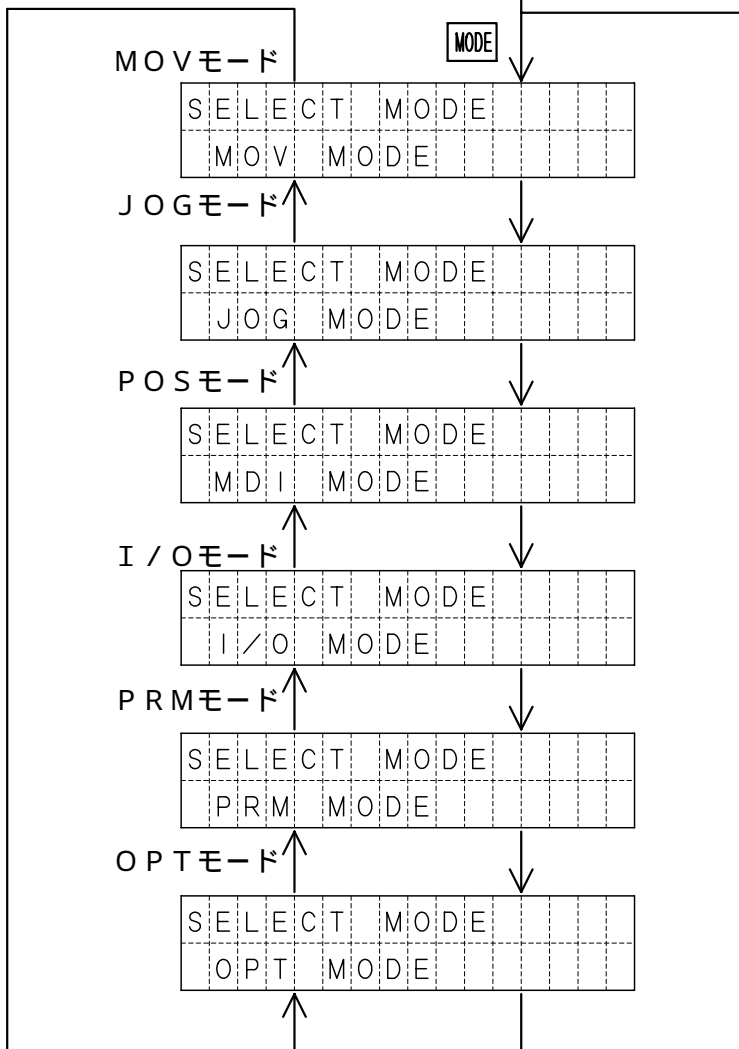 MODE
MOVモード
SELECT MODE
MOV MODE
JOGモード
SELECT MODE
JOG MODE
POSモード
SELECT MODE
MDI MODE
I/Oモード
SELECT MODE
I/O MODE
PRMモード
SELECT MODE
PRM MODE
OPTモード
SELECT MODE
OPT MODE